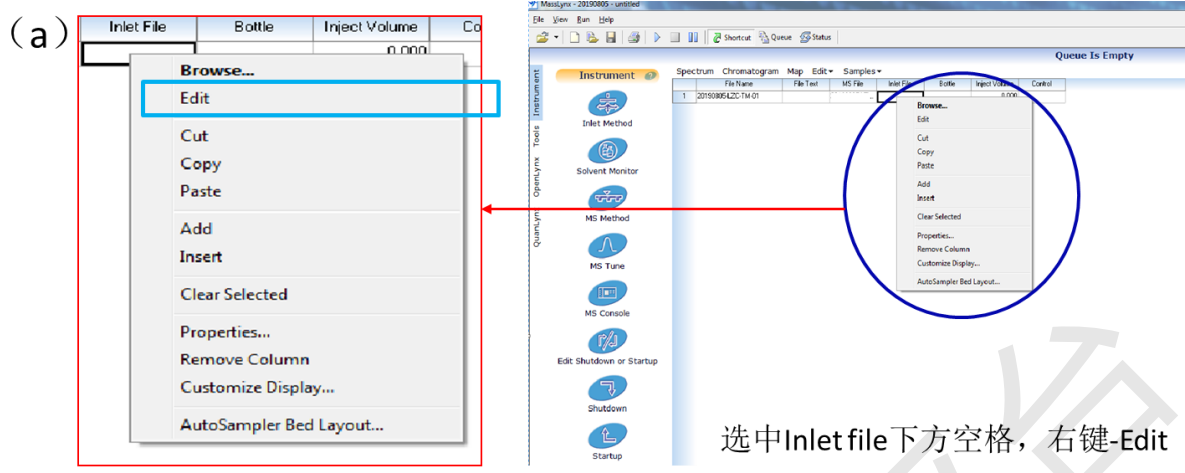 （a）
Inlet File Bottle Inject Volume Co
0.000
Browse...
Edit
Cut
Copy
Paste
Add
Insert
Clear Selected
Properties...
Remove Column
Customize Display...
AutoSampler Bed Layout...
MassLynx - 20190805 - untitled
File View Run Help
Shortcut Queue Status
Queue Is Empty
Instrument
Tools
OpenLynx
QuanLynx
Instrument
Inlet Method
Solvent Monitor
MS Method
MS Tune
MS Console
Edit Shutdown or Startup
Shutdown
Startup
Spectrum Chromatogram Map Edit Samples
File Name File Text MS File Inlet File Bottle Inject Volume Control
1 20190805-LZC-TM-01 0.000
Browse...
Edit
Cut
Copy
Paste
Add
Insert
Clear Selected
Properties...
Remove Column
Customize Display...
AutoSampler Bed Layout...
选中Inlet file下方空格，右键-Edit